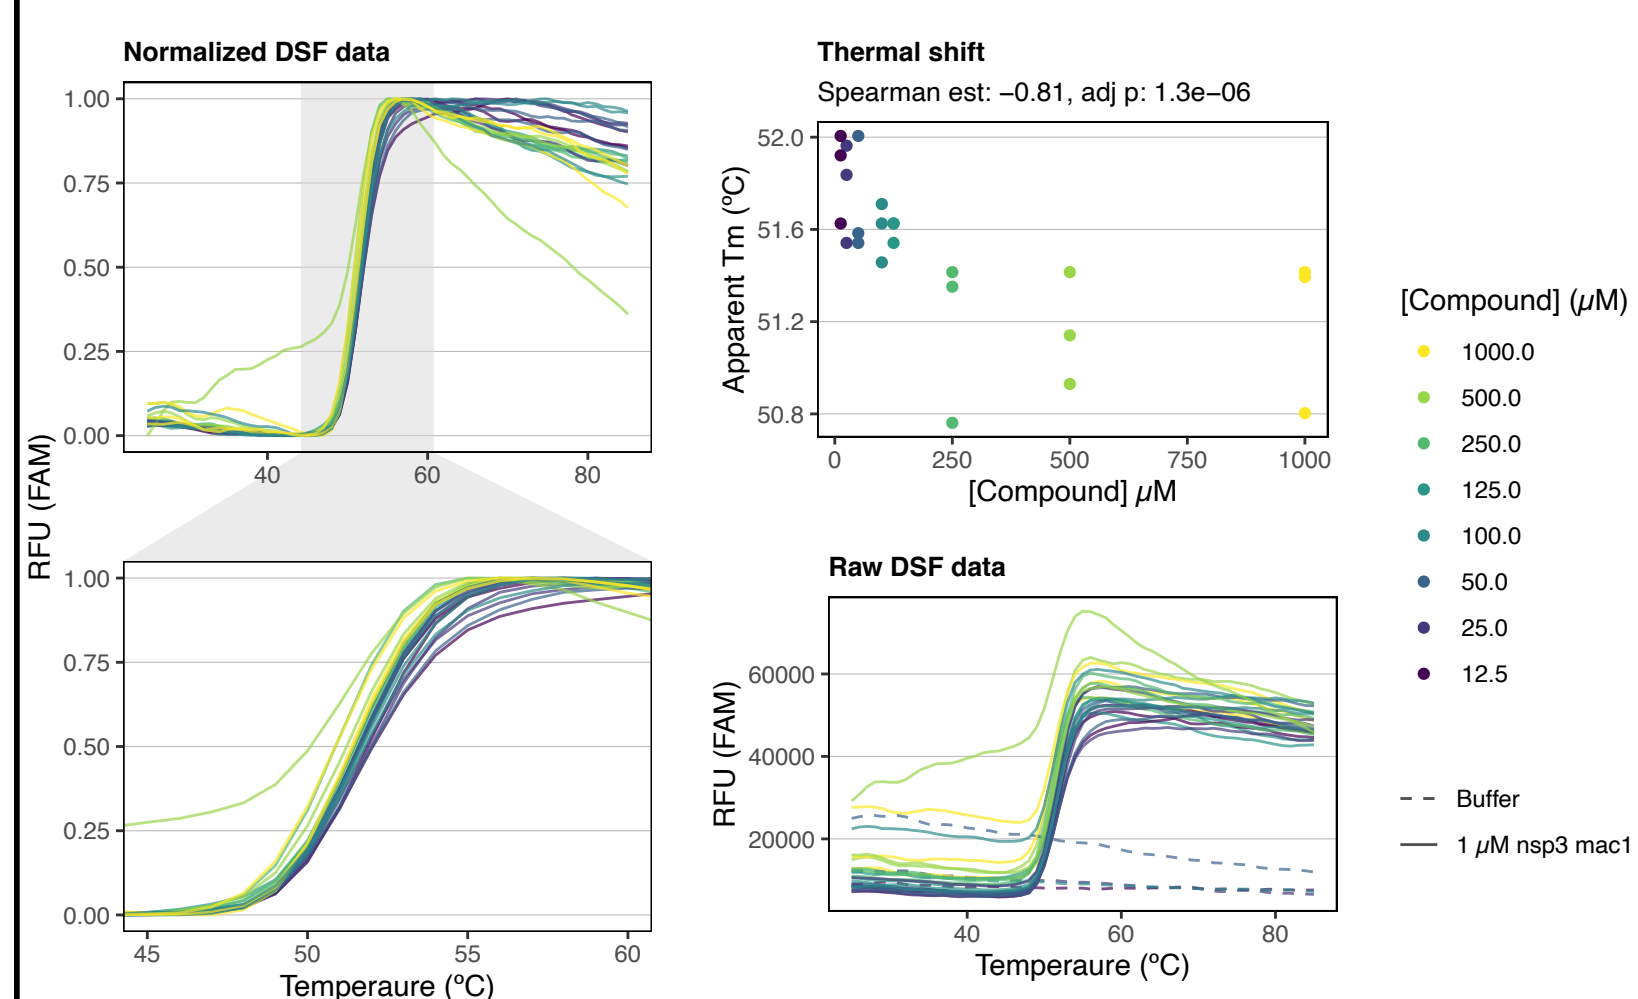 Normalized DSF data
1.00
0.75
0.50
0.25
0.00
40 60 80
RFU (FAM)
1.00
0.75
0.50
0.25
0.00
45 50 55 60
Temperaure (ºC)
Thermal shift
Spearman est: −0.81, adj p: 1.3e−06
Apparent Tm (ºC)
52.0
51.6
51.2
50.8
0 250 500 750 1000
[Compound] µM
Raw DSF data
RFU (FAM)
60000
40000
20000
40 60 80
Temperaure (ºC)
[Compound] (µM)
1000.0
500.0
250.0
125.0
100.0
50.0
25.0
12.5
Buffer
1 µM nsp3 mac1